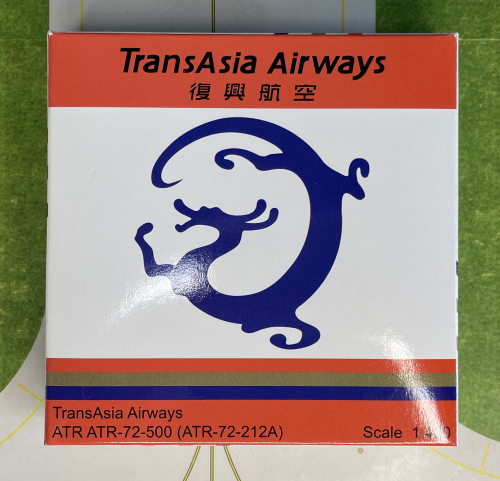 TransAsia Airways
復興航空
TransAsia Airways
ATR ATR-72-500 (ATR-72-212A) Scale